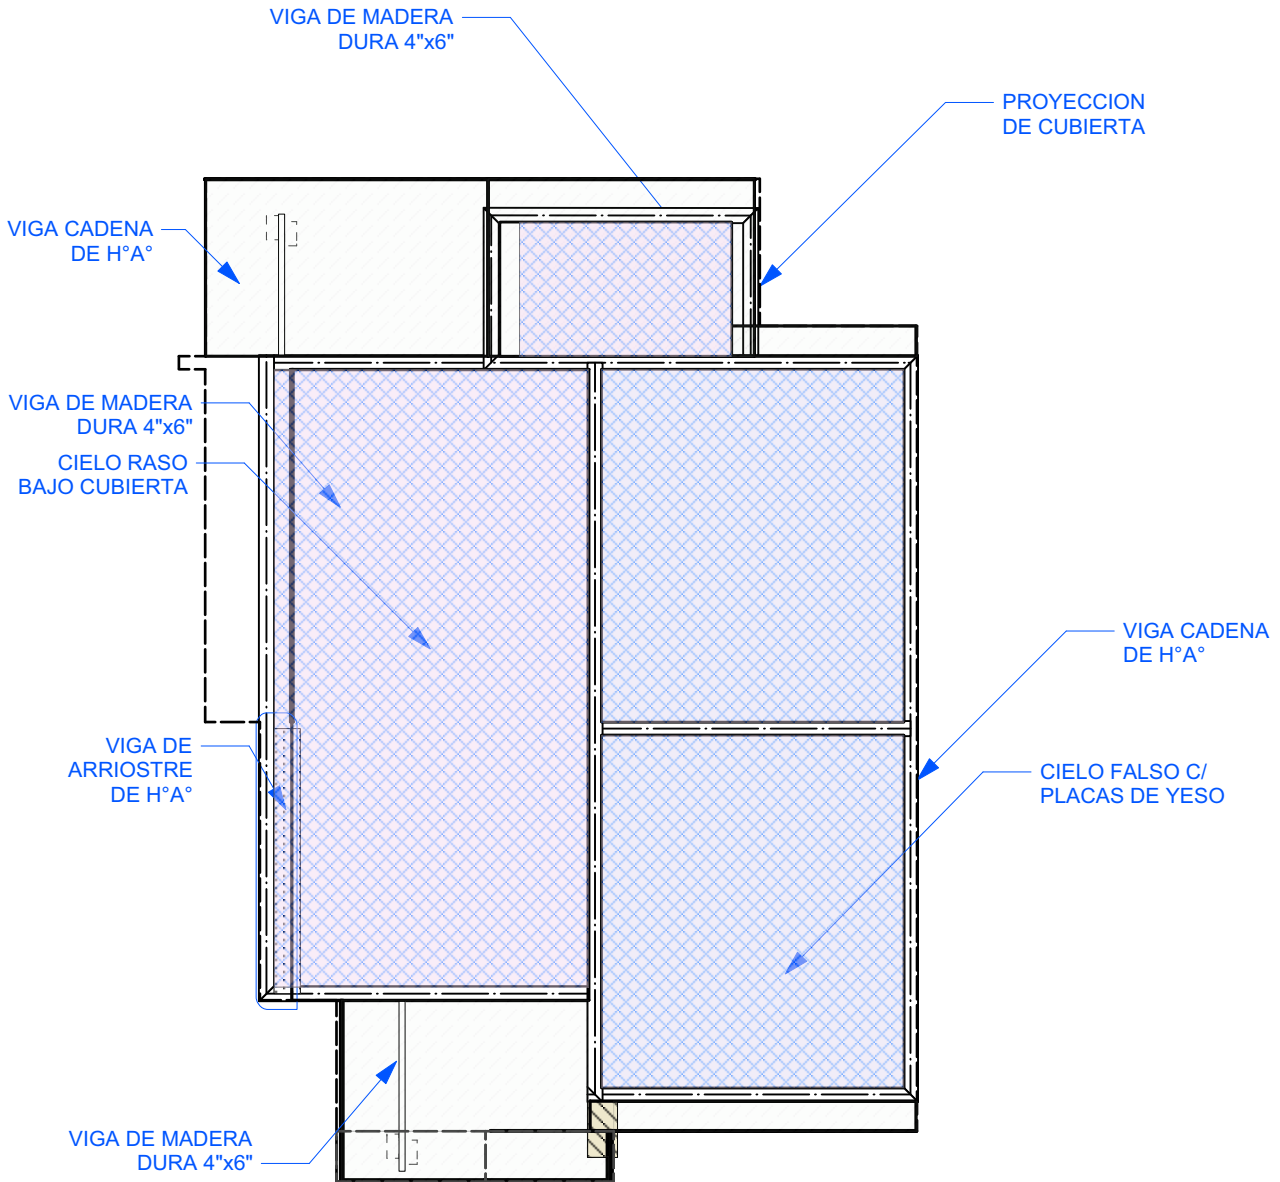 VIGA DE MADERA
DURA 4"x6"
PROYECCION
DE CUBIERTA
VIGA CADENA
DE H°A°
VIGA DE MADERA
DURA 4"x6"
CIELO RASO
BAJO CUBIERTA
VIGA CADENA
DE H°A°
VIGA DE
ARRIOSTRE
DE H°A°
CIELO FALSO C/
PLACAS DE YESO
VIGA DE MADERA
DURA 4"x6"